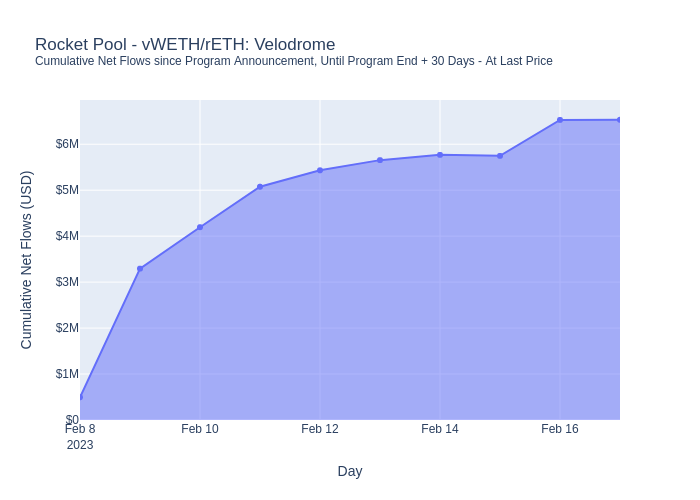 Rocket Pool - vWETH/rETH: Velodrome
Cumulative Net Flows since Program Announcement, Until Program End + 30 Days - At Last Price
Cumulative Net Flows (USD)
$6M
$5M
$4M
$3M
$2M
$1M
$0
Feb 8
2023
Feb 10
Feb 12
Feb 14
Feb 16
Day